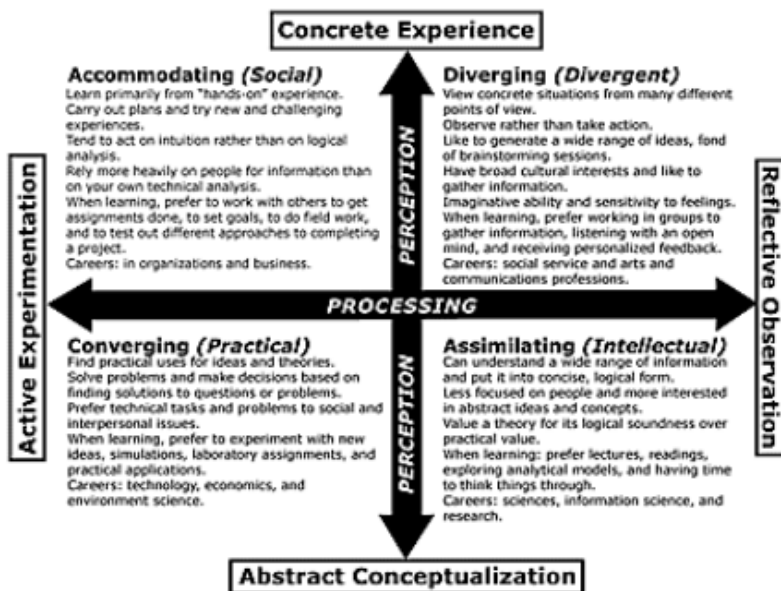 Concrete Experience
Accommodating (Social)
Learn primarily from "hands-on" experience.
Carry out plans and try new and challenging
experiences.
Tend to act on intuition rather than on logical
analysis.
Rely more heavily on people for information than
on your own technical analysis.
When learning, prefer to work with others to get
assignments done, to set goals, to do field work,
and to test out different approaches to completing
a project.
Careers: in organizations and business.
PERCEPTION
Diverging (Divergent)
View concrete situations from many different
points of view.
Observe rather than take action.
Like to generate a wide range of ideas, fond
of brainstorming sessions.
Have broad cultural interests and like to
gather information.
Imaginative ability and sensitivity to feelings.
When learning, prefer working in groups to
gather information, listening with an open
mind, and receiving personalized feedback.
Careers: social service and arts and
communications professions.
Active Experimentation
PROCESSING
Reflective Observation
Converging (Practical)
Find practical uses for ideas and theories.
Solve problems and make decisions based on
finding solutions to questions or problems.
Prefer technical tasks and problems to social and
interpersonal issues.
When learning, prefer to experiment with new
ideas, simulations, laboratory assignments, and
practical applications.
Careers: technology, economics, and
environment science.
PERCEPTION
Assimilating (Intellectual)
Can understand a wide range of information
and put it into concise, logical form.
Less focused on people and more interested
in abstract ideas and concepts.
Value a theory for its logical soundness over
practical value.
When learning: prefer lectures, readings,
exploring analytical models, and having time
to think things through.
Careers: sciences, information science, and
research.
Abstract Conceptualization